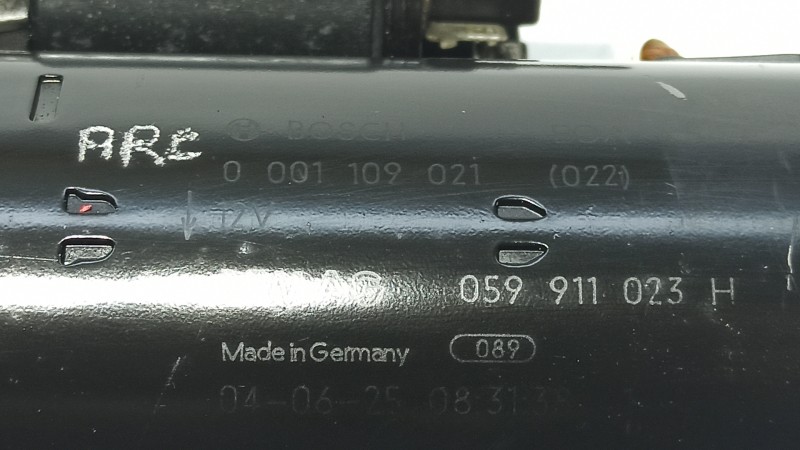 BOSCH
ARC
0 001 109 021 (022)
12V
059 911 023 H
Made in Germany 089
04-06-25 08:31:38